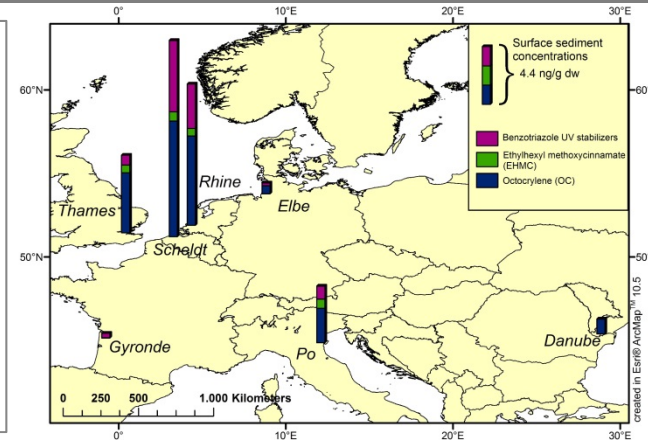 0°
10°E
20°E
30°E
60°N
60°N
50°N
50°N
Surface sediment
concentrations
4.4 ng/g dw
Benzotriazole UV stabilizers
Ethylhexyl methoxycinnamate
(EHMC)
Octocrylene (OC)
Thames
Rhine
Scheldt
Elbe
Gyronde
Po
Danube
0 250 500 1.000 Kilometers
0°
10°E
20°E
30°E
created in Esri® ArcMap™ 10.5